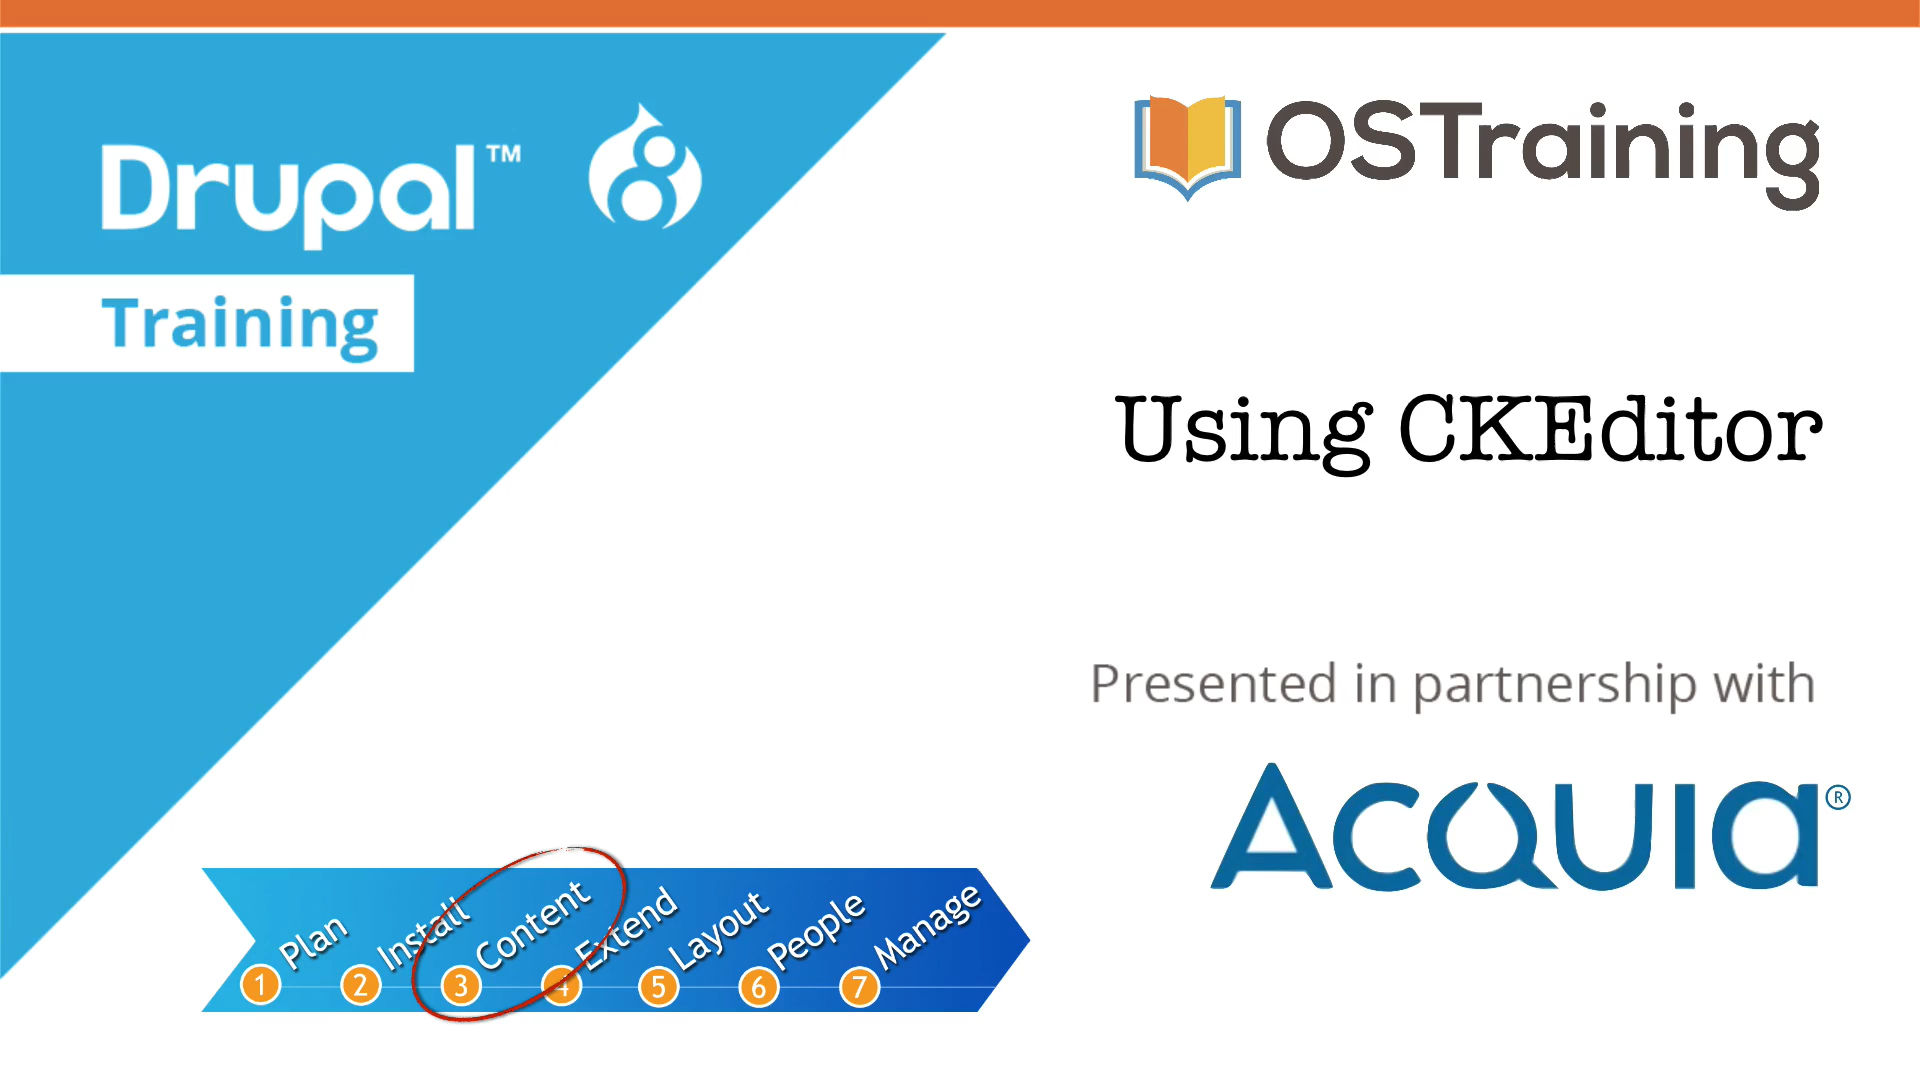 Drupal™ 8
Training
OSTraining
Using CKEditor
Presented in partnership with
Acquia®
1 Plan
2 Install
3 Content
4 Extend
5 Layout
6 People
7 Manage